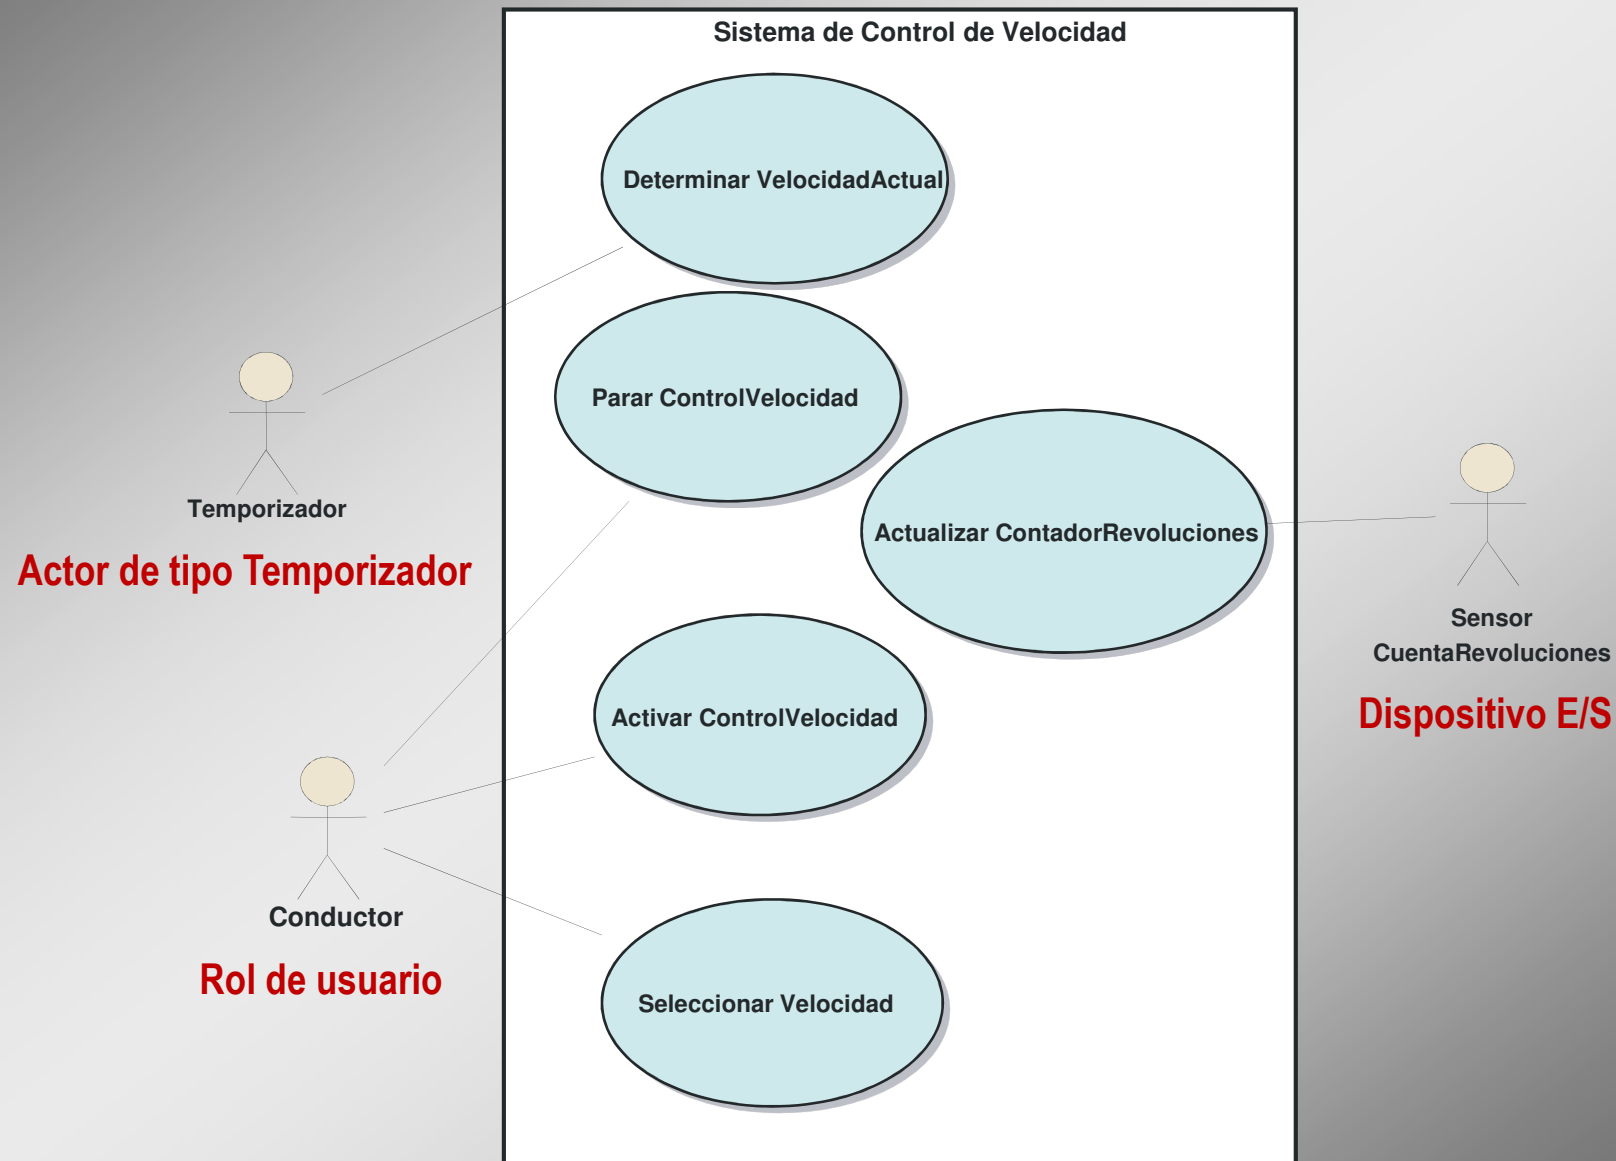 Sistema de Control de Velocidad
Determinar VelocidadActual
Parar ControlVelocidad
Temporizador
Actor de tipo Temporizador
Actualizar ContadorRevoluciones
Sensor
CuentaRevoluciones
Dispositivo E/S
Activar ControlVelocidad
Conductor
Rol de usuario
Seleccionar Velocidad